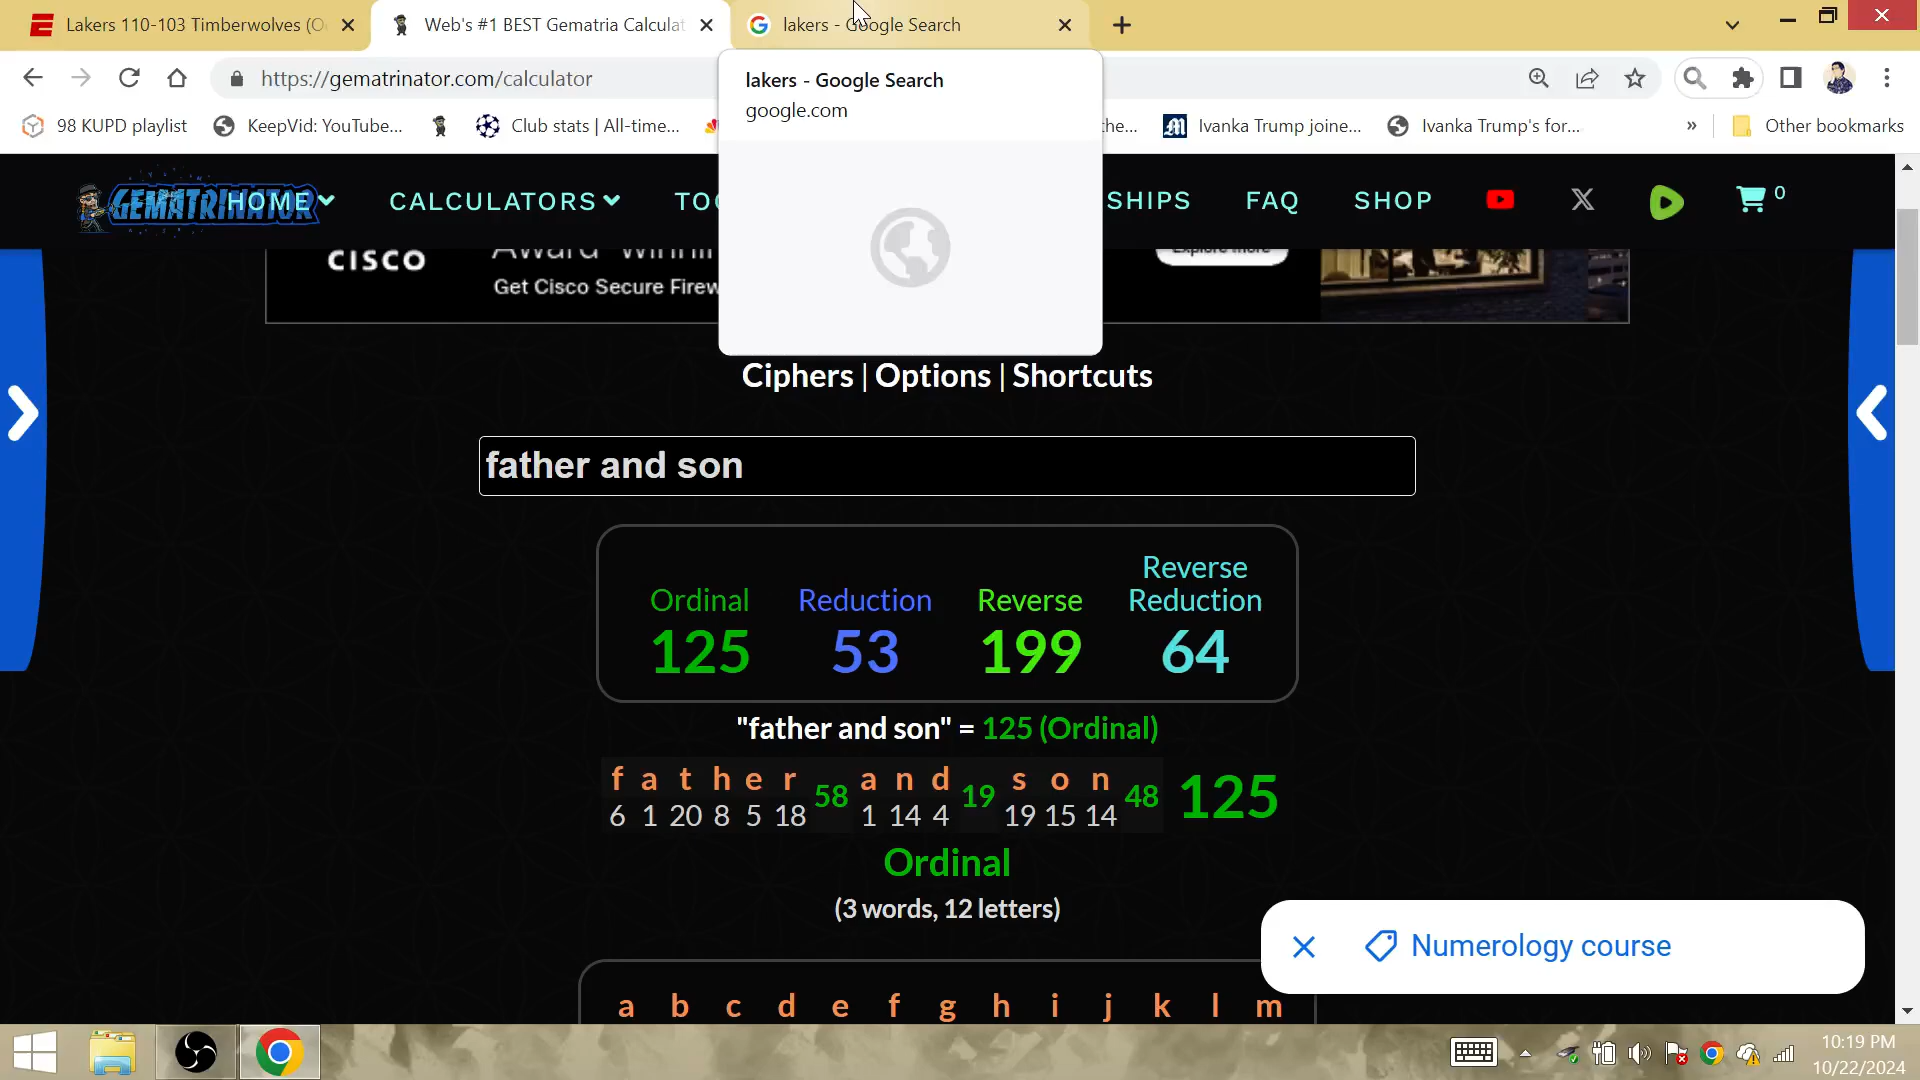 Lakers 110-103 Timberwolves (O
Web's #1 BEST Gematria Calculat
lakers - Google Search
https://gematrinator.com/calculator
lakers - Google Search
google.com
98 KUPD playlist
KeepVid: YouTube...
Club stats | All-time...
he...
Ivanka Trump joine...
Ivanka Trump's for...
»
Other bookmarks
GEMATRINATOR
HOME
CALCULATORS
TOO
SHIPS
FAQ
SHOP
0
CISCO
Get Cisco Secure Firew
Explore more
Ciphers | Options | Shortcuts
father and son
Ordinal
125
Reduction
53
Reverse
199
Reverse
Reduction
64
"father and son" = 125 (Ordinal)
f a t h e r 58 a n d 19 s o n 48 125
6 1 20 8 5 18 1 14 4 19 15 14
Ordinal
(3 words, 12 letters)
Numerology course
a b c d e f g h i j k l m
10:19 PM
10/22/2024